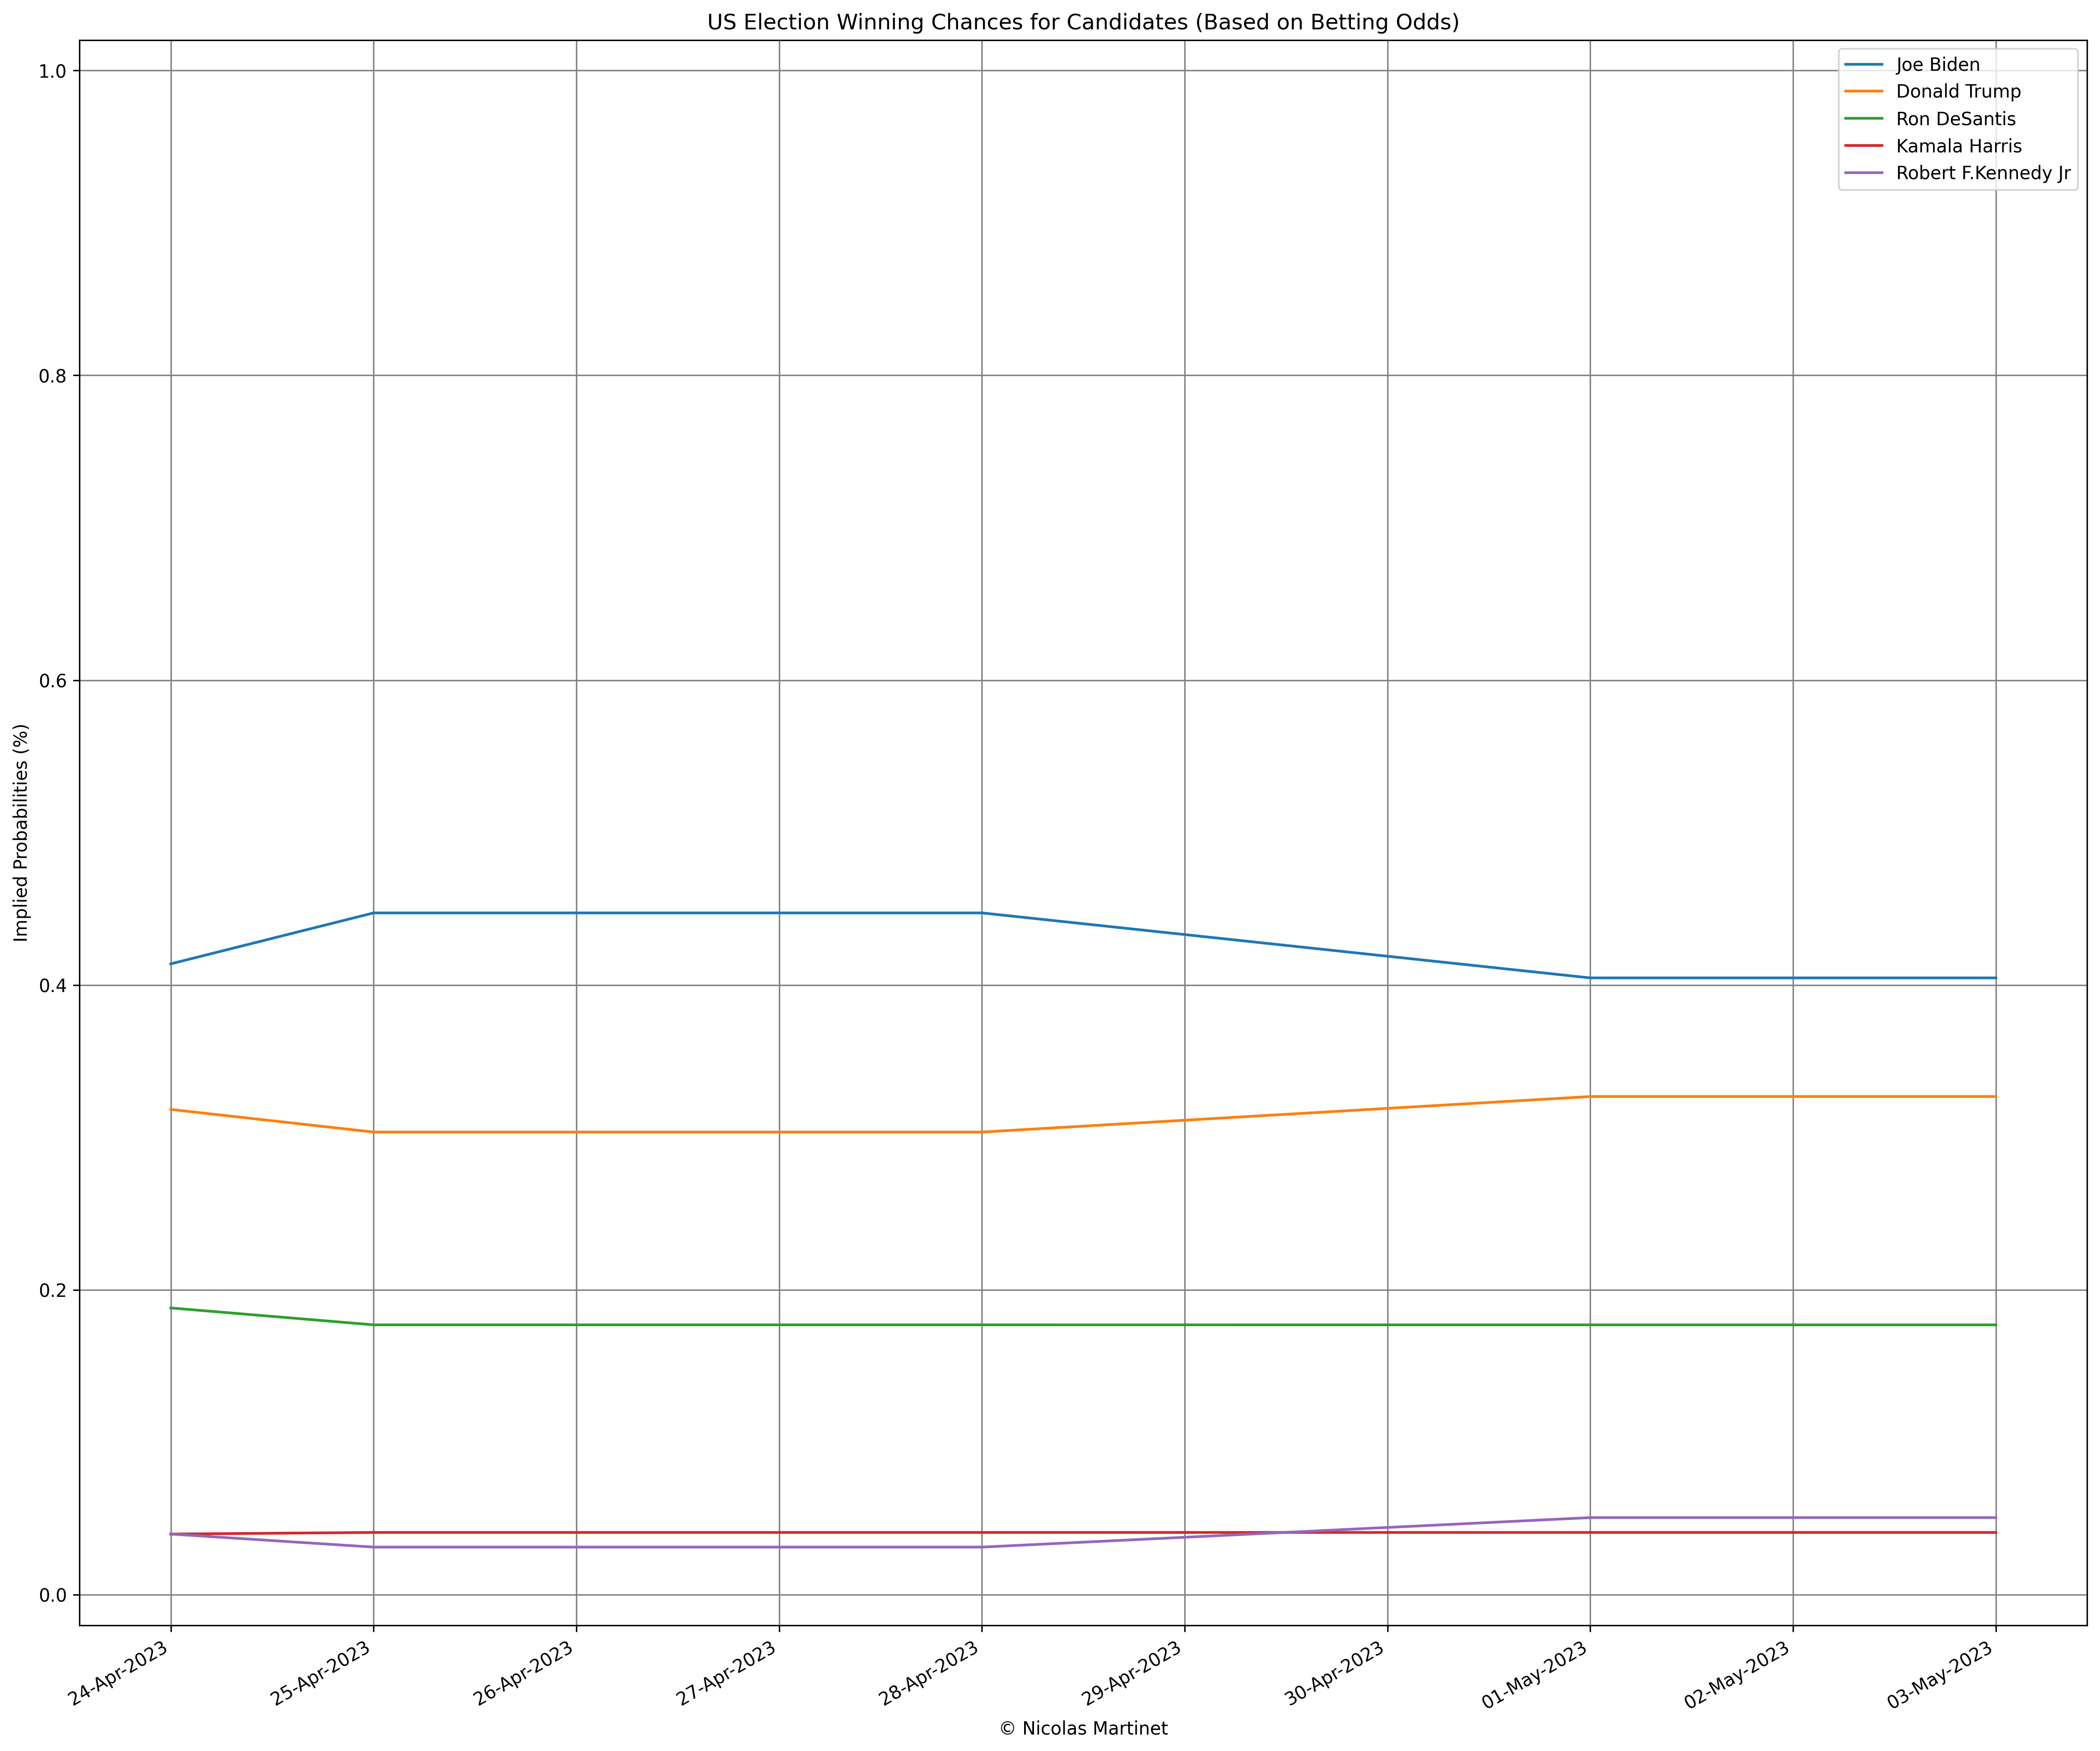 US Election Winning Chances for Candidates (Based on Betting Odds)
Joe Biden
Donald Trump
Ron DeSantis
Kamala Harris
Robert F.Kennedy Jr
Implied Probabilities (%)
1.0
0.8
0.6
0.4
0.2
0.0
24-Apr-2023
25-Apr-2023
26-Apr-2023
27-Apr-2023
28-Apr-2023
29-Apr-2023
30-Apr-2023
01-May-2023
02-May-2023
03-May-2023
© Nicolas Martinet